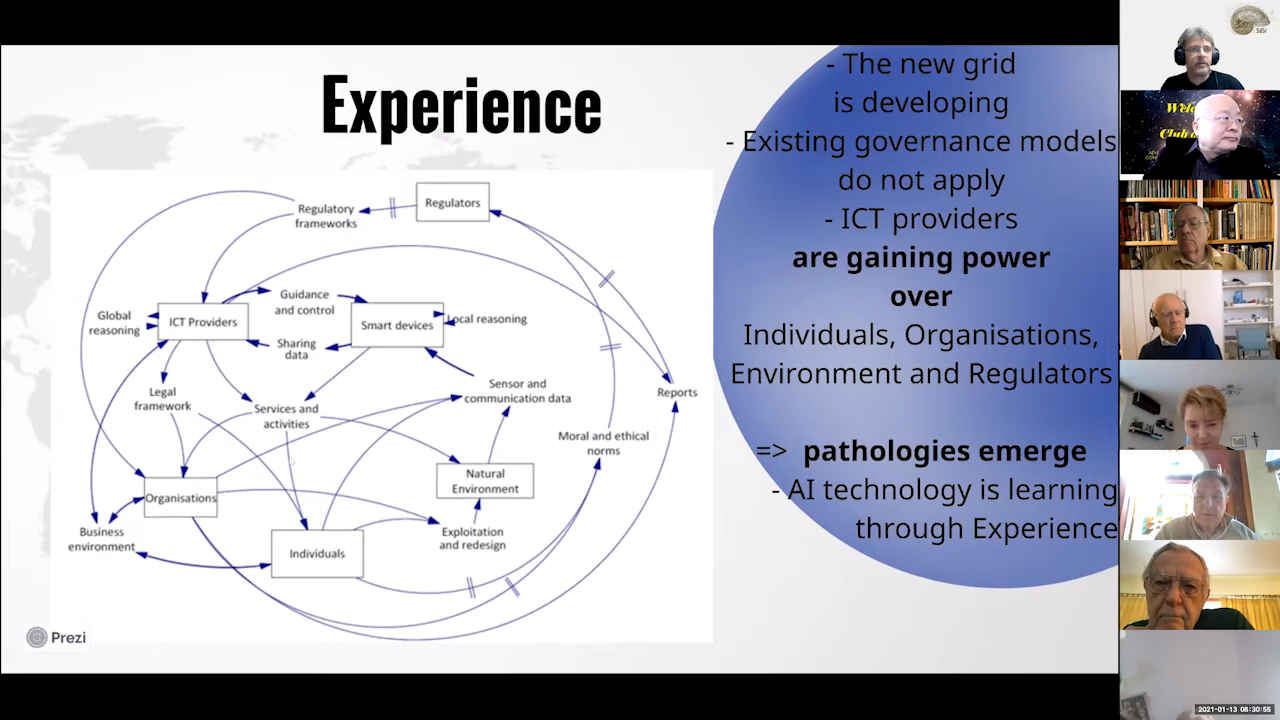 Experience
Regulatory
frameworks
Regulators
Guidance
and control
Global
reasoning
ICT Providers
Smart devices
Local reasoning
Sharing
data
Legal
framework
Services and
activities
Sensor and
communication data
Reports
Moral and ethical
norms
Natural
Environment
Organisations
Business
environment
Individuals
Exploitation
and redesign
Prezi
- The new grid
is developing
- Existing governance models
do not apply
- ICT providers
are gaining power
over
Individuals, Organisations,
Environment and Regulators
=> pathologies emerge
- AI technology is learning
through Experience
2021-01-13 08:30:55